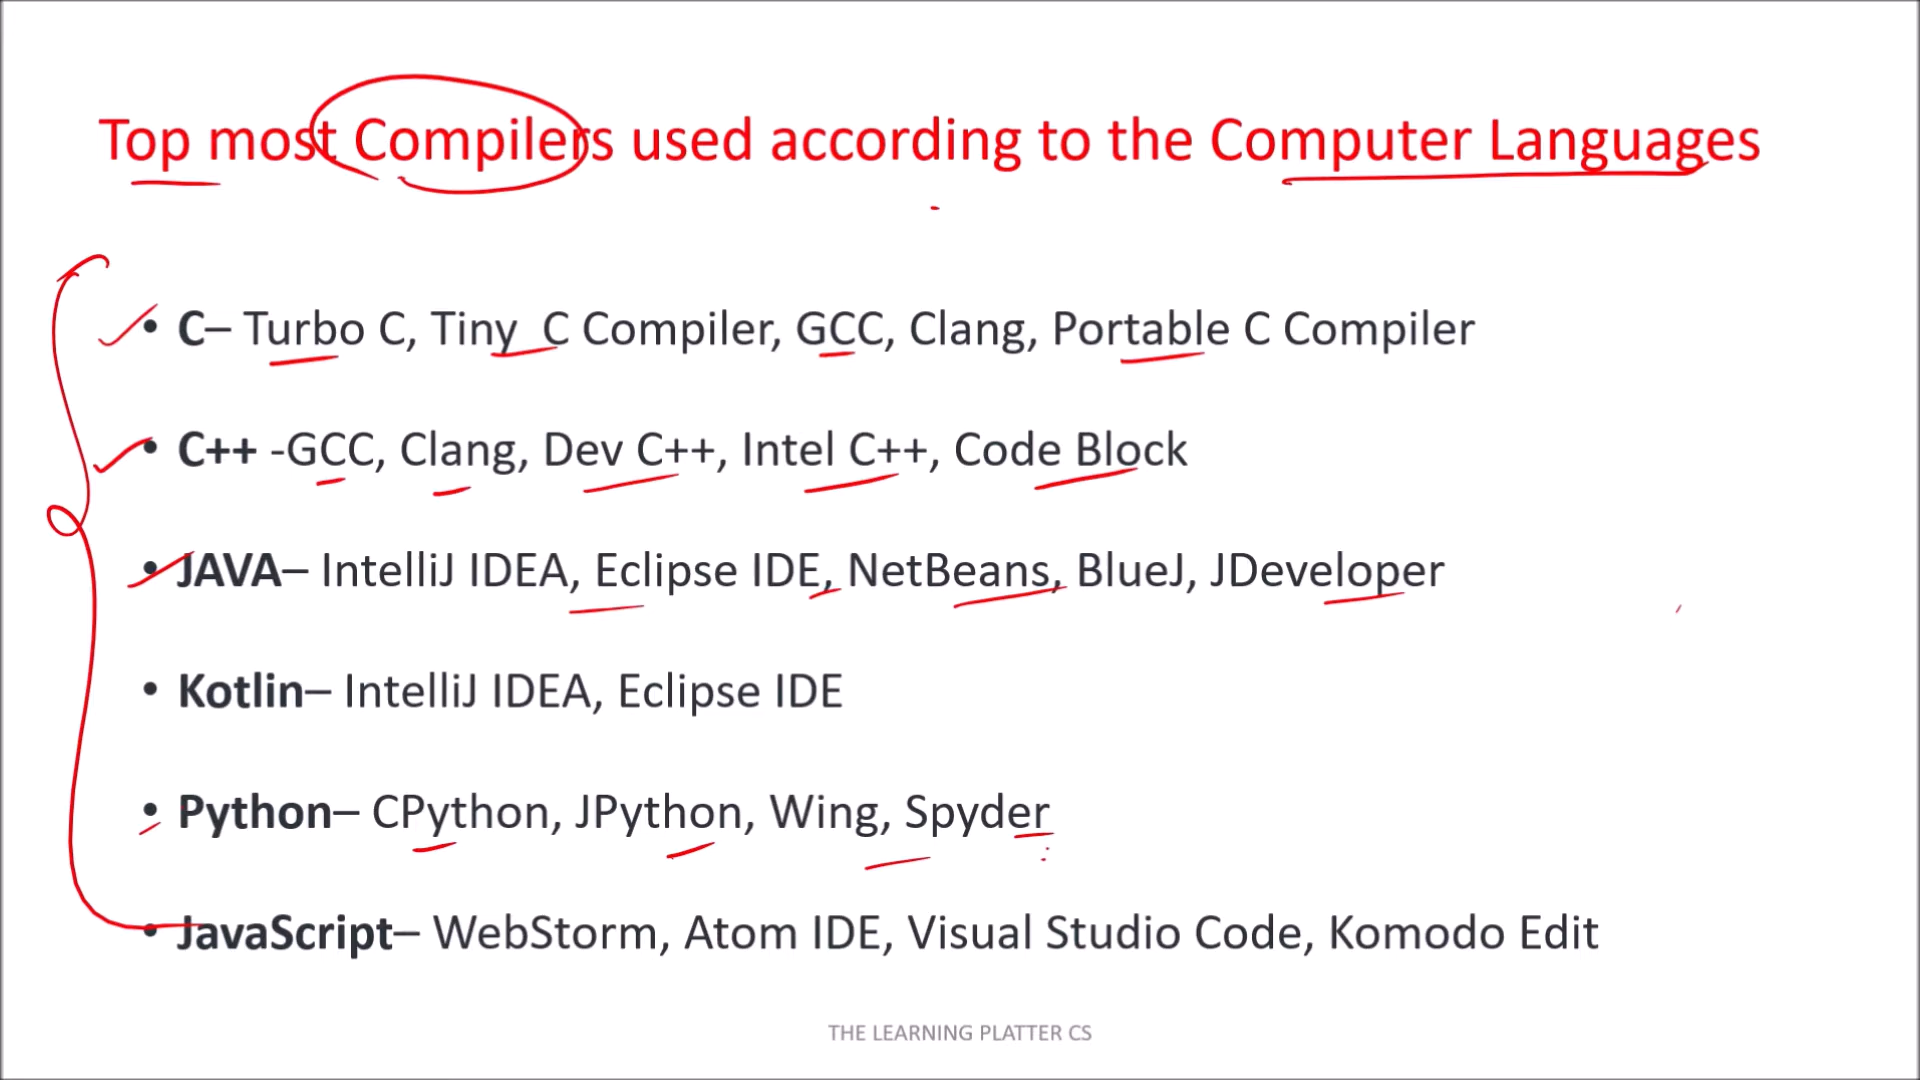 Top most Compilers used according to the Computer Languages
• C– Turbo C, Tiny C Compiler, GCC, Clang, Portable C Compiler
• C++ -GCC, Clang, Dev C++, Intel C++, Code Block
• JAVA– IntelliJ IDEA, Eclipse IDE, NetBeans, BlueJ, JDeveloper
• Kotlin– IntelliJ IDEA, Eclipse IDE
• Python– CPython, JPython, Wing, Spyder
• JavaScript– WebStorm, Atom IDE, Visual Studio Code, Komodo Edit
THE LEARNING PLATTER CS